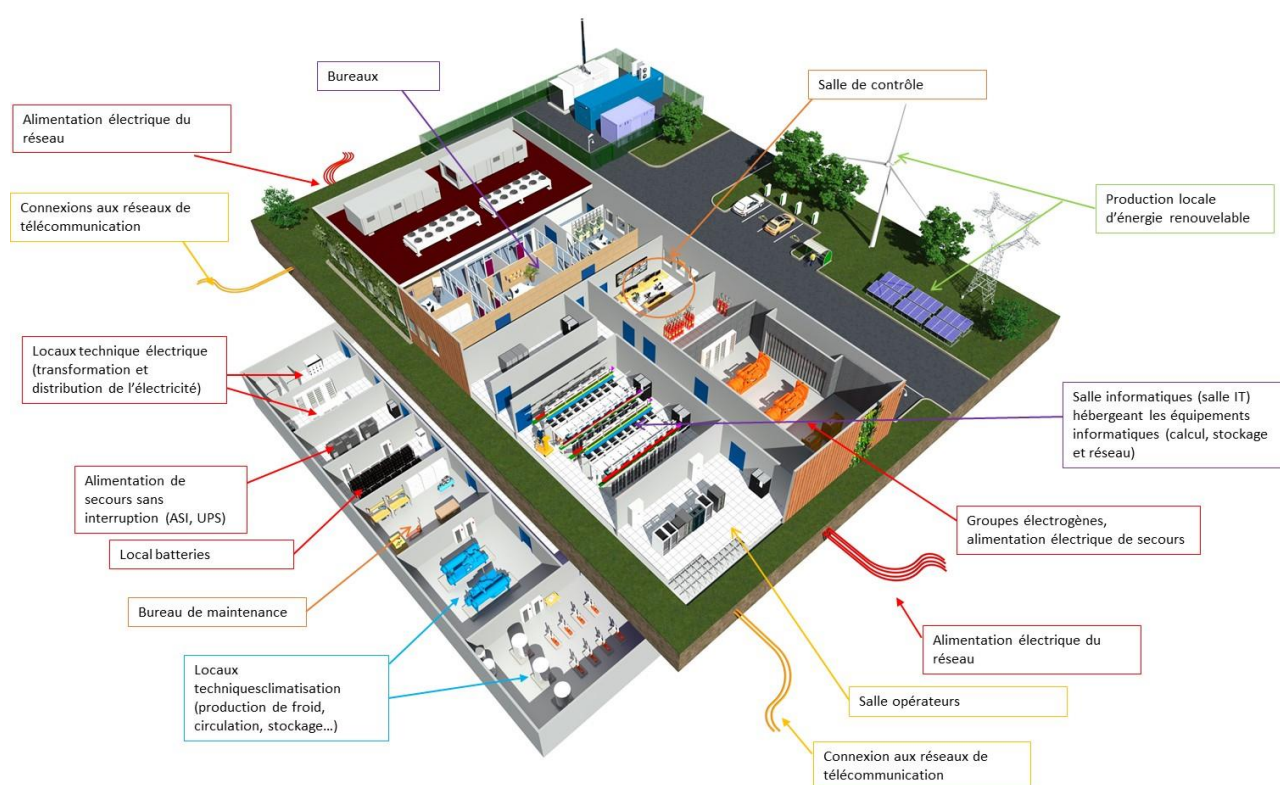 Bureaux
Salle de contrôle
Alimentation électrique du
réseau
Connexions aux réseaux de
télécommunication
Production locale
d’énergie renouvelable
Locaux technique électrique
(transformation et
distribution de l’électricité)
Salle informatiques (salle IT)
hébergeant les équipements
informatiques (calcul, stockage
et réseau)
Alimentation de
secours sans
interruption (ASI, UPS)
Local batteries
Groupes électrogènes,
alimentation électrique de secours
Bureau de maintenance
Alimentation électrique du
réseau
Locaux
techniquesclimatisation
(production de froid,
circulation, stockage…)
Salle opérateurs
Connexion aux réseaux de
télécommunication